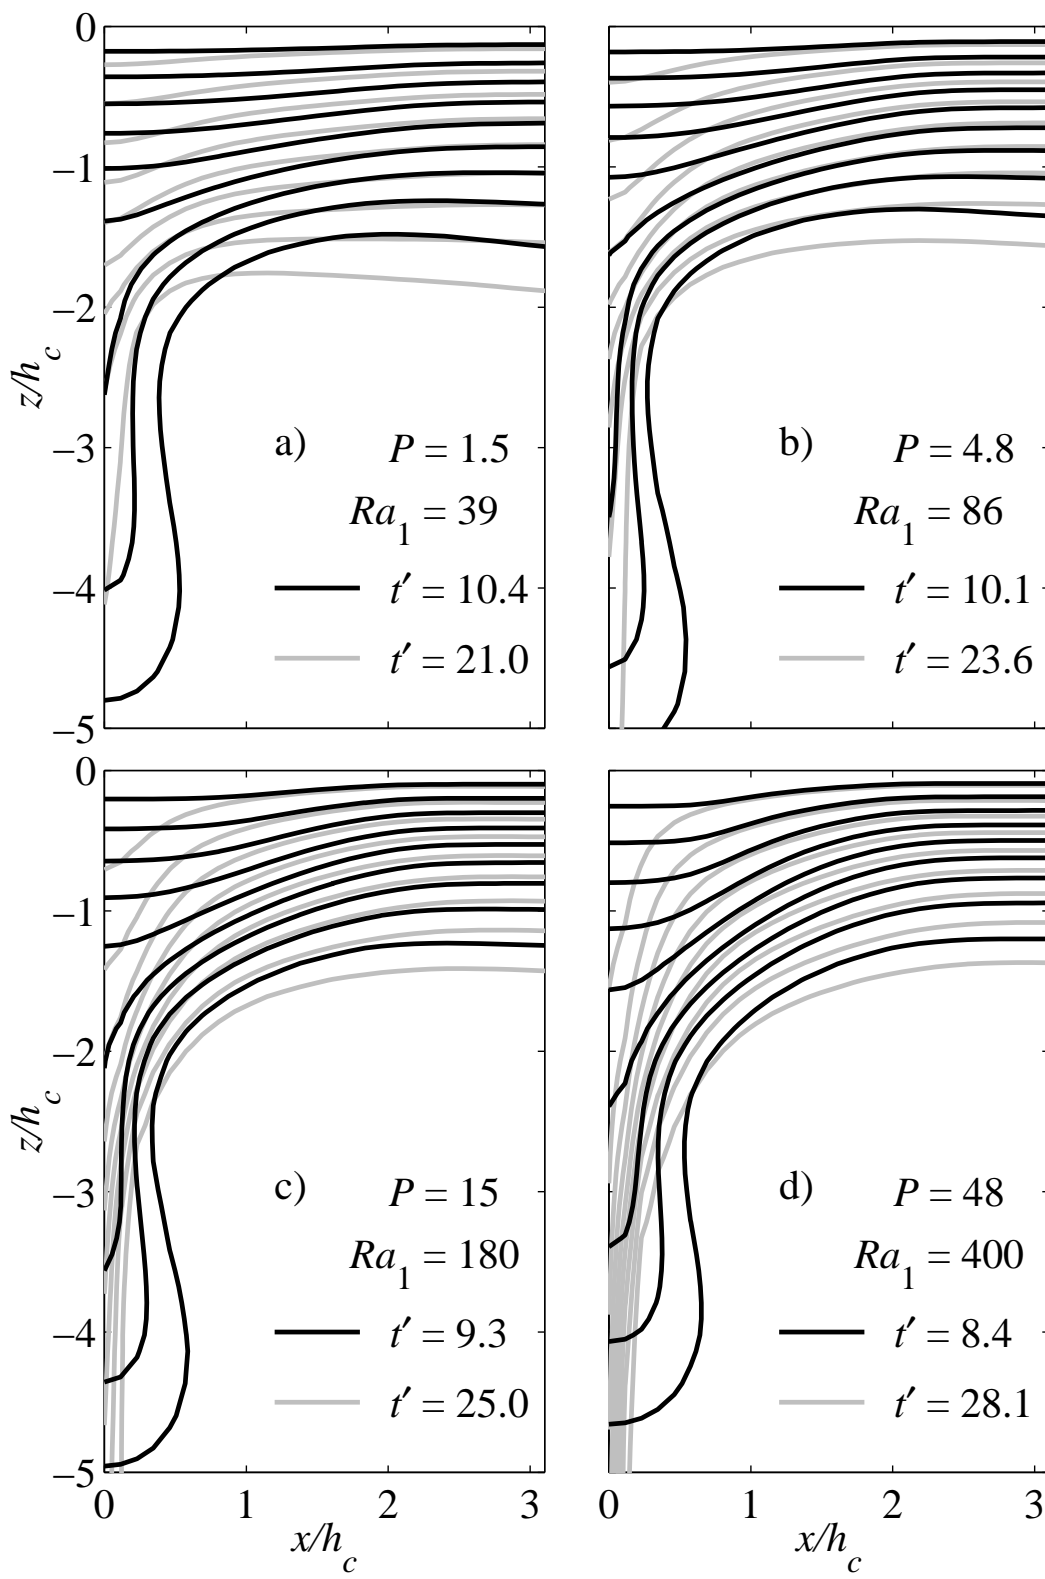 0
−1
−2
−3
−4
−5
z/h_c
a)
P = 1.5
Ra_1 = 39
t′ = 10.4
t′ = 21.0
b)
P = 4.8
Ra_1 = 86
t′ = 10.1
t′ = 23.6
0
−1
−2
−3
−4
−5
z/h_c
c)
P = 15
Ra_1 = 180
t′ = 9.3
t′ = 25.0
d)
P = 48
Ra_1 = 400
t′ = 8.4
t′ = 28.1
0 1 2 3
x/h_c
0 1 2 3
x/h_c